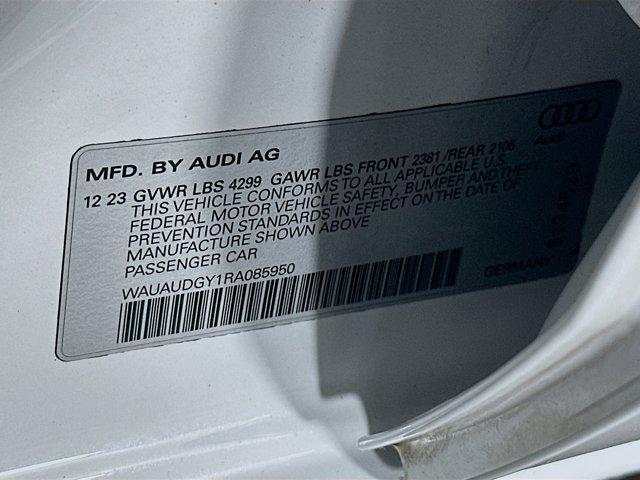 Audi
MFD. BY AUDI AG
12 23 GVWR LBS 4299 GAWR LBS FRONT 2381 /REAR 2105
THIS VEHICLE CONFORMS TO ALL APPLICABLE U.S.
FEDERAL MOTOR VEHICLE SAFETY, BUMPER AND THEFT
PREVENTION STANDARDS IN EFFECT ON THE DATE OF
MANUFACTURE SHOWN ABOVE
PASSENGER CAR
WAUAUDGY1RA085950
GERMANY